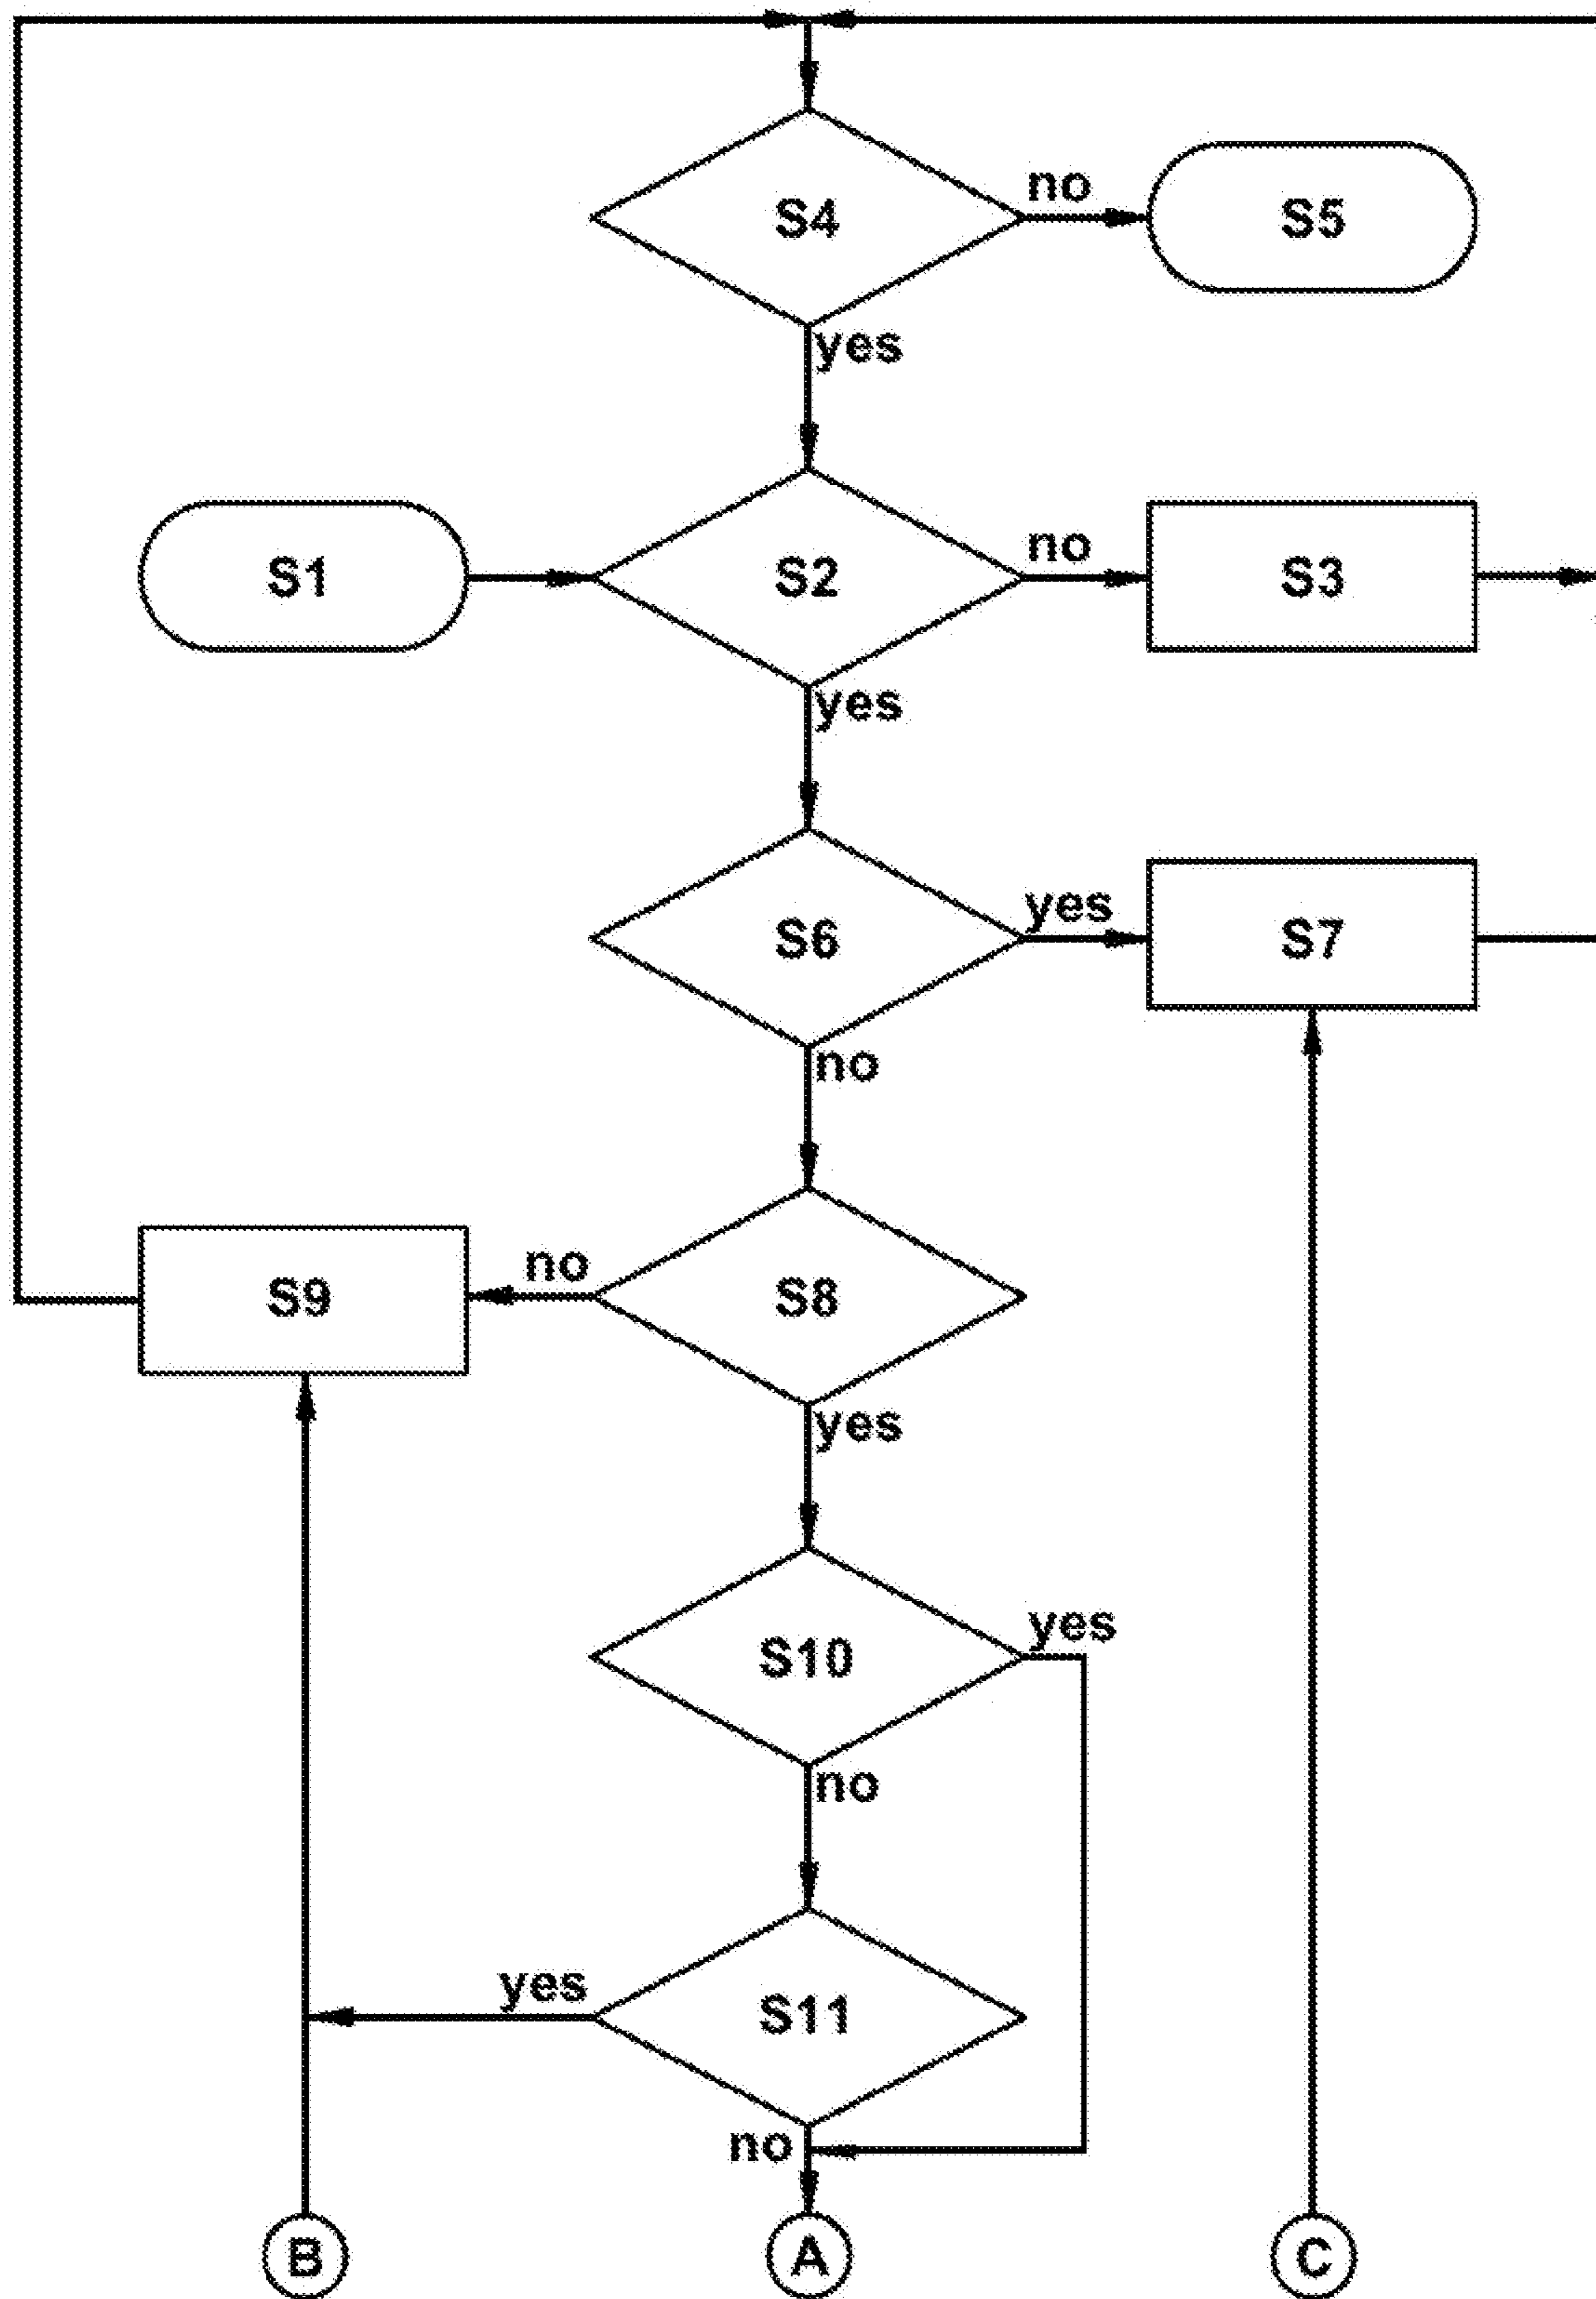 no
S4
S5
yes
no
S1
S2
S3
yes
yes
S6
S7
no
no
S9
S8
yes
yes
S10
no
yes
S11
no
B
A
C